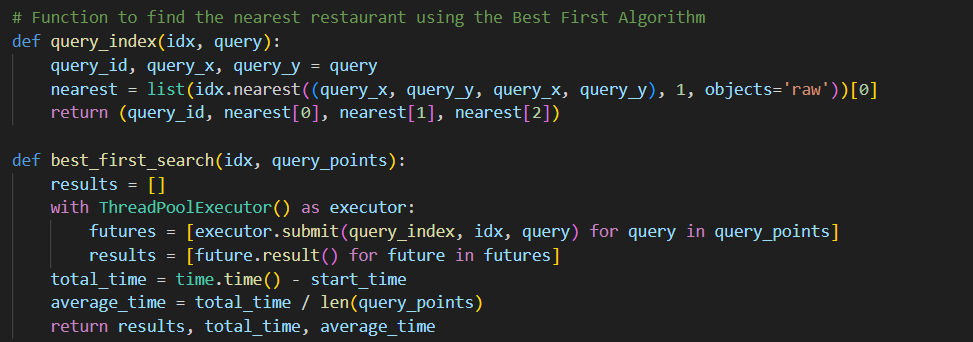 # Function to find the nearest restaurant using the Best First Algorithm
def query_index(idx, query):
    query_id, query_x, query_y = query
    nearest = list(idx.nearest((query_x, query_y, query_x, query_y), 1, objects='raw'))[0]
    return (query_id, nearest[0], nearest[1], nearest[2])

def best_first_search(idx, query_points):
    results = []
    with ThreadPoolExecutor() as executor:
        futures = [executor.submit(query_index, idx, query) for query in query_points]
        results = [future.result() for future in futures]
    total_time = time.time() - start_time
    average_time = total_time / len(query_points)
    return results, total_time, average_time